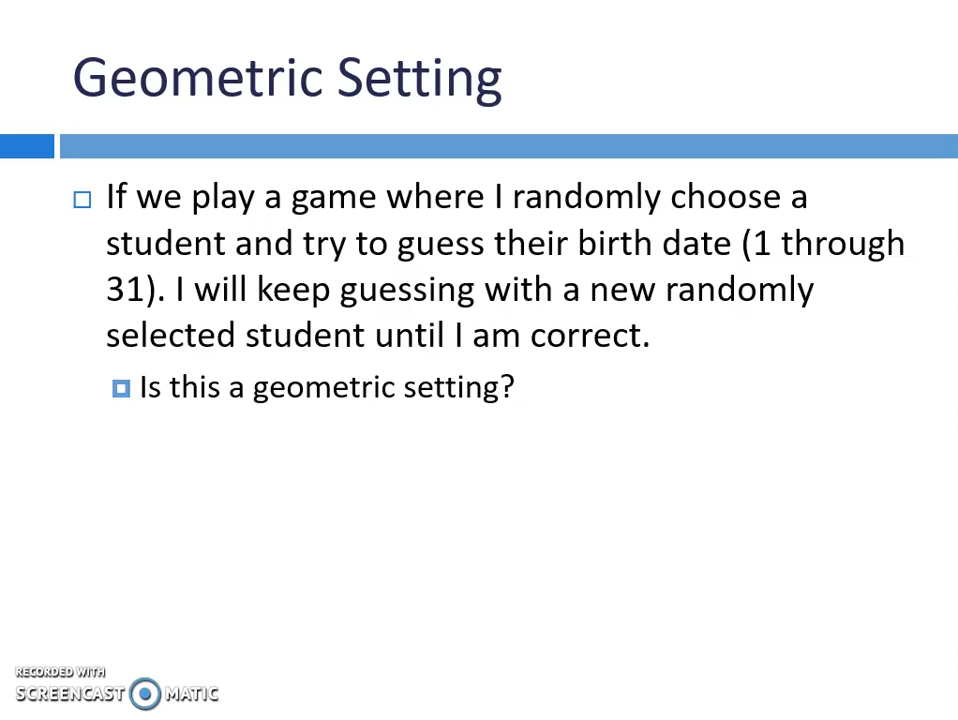 Geometric Setting
If we play a game where I randomly choose a
student and try to guess their birth date (1 through
31). I will keep guessing with a new randomly
selected student until I am correct.
Is this a geometric setting?
RECORDED WITH
SCREENCAST MATIC